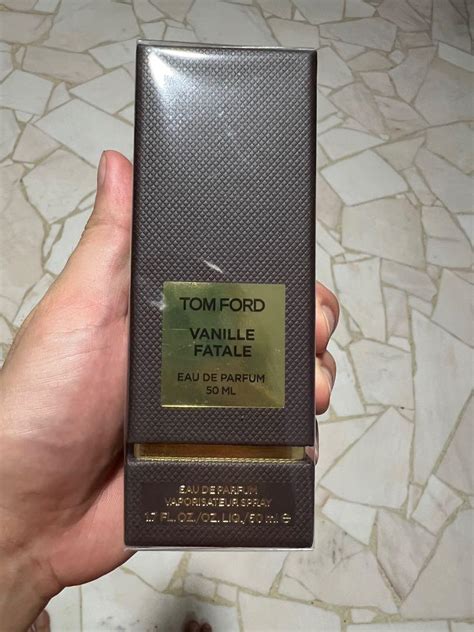 TOM FORD
VANILLE
FATALE
EAU DE PARFUM
50 ML
EAU DE PARFUM
VAPORISATEUR SPRAY
1.7 FL. OZ./OZ. LIQ./50 ml e